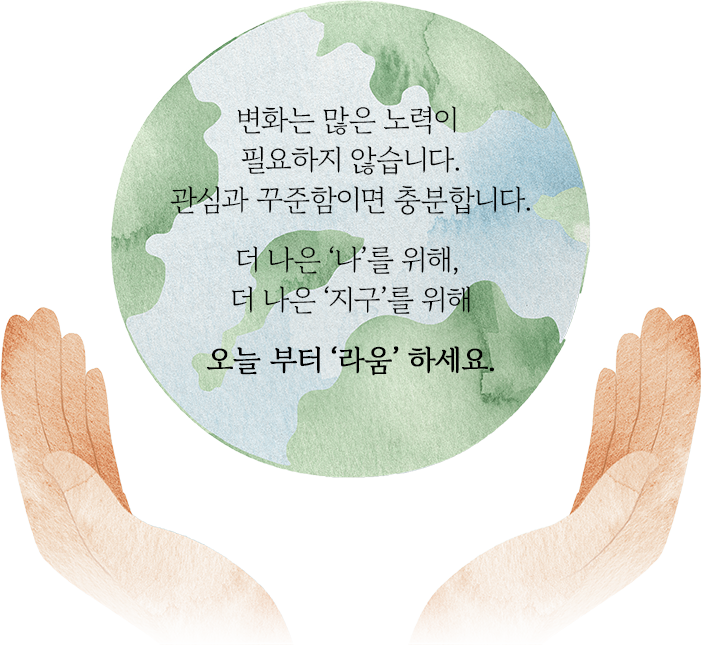 변화는 많은 노력이
필요하지 않습니다.
관심과 꾸준함이면 충분합니다.
더 나은 ‘나’를 위해,
더 나은 ‘지구’를 위해
오늘 부터 ‘라움’ 하세요.